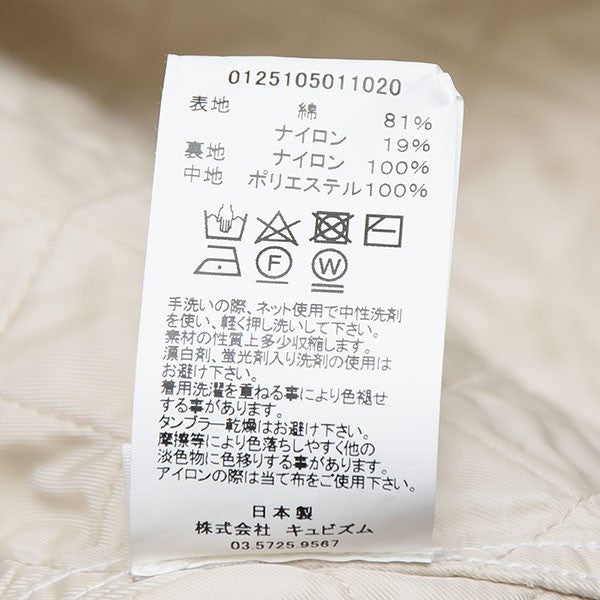 0125105011020
表地 綿 81%
ナイロン 19%
裏地 ナイロン 100%
中地 ポリエステル100%
F W
手洗いの際、ネット使用で中性洗剤
を使い、軽く押し洗いして下さい。
素材の性質上多少収縮します。
漂白剤、蛍光剤入り洗剤の使用は
お避け下さい。
着用洗濯を重ねる事により色褪せ
する事があります。
タンブラー乾燥はお避け下さい。
摩擦等により色落ちしやすく他の
淡色物に色移りする事があります。
アイロンの際は当て布をご使用下さい。
日本製
株式会社 キュビズム
03.5725.9567